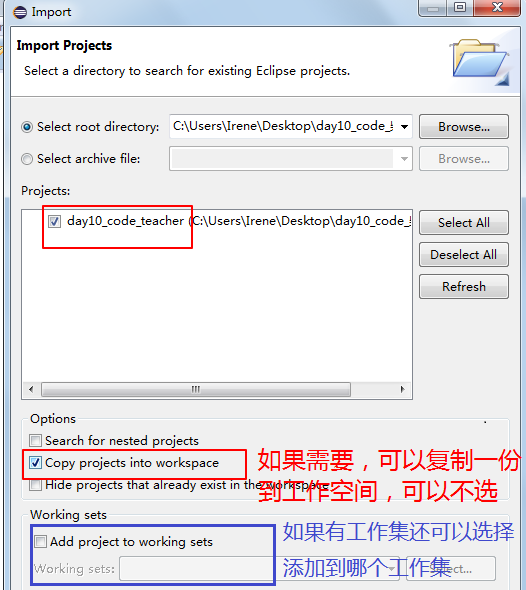 Import
Import Projects
Select a directory to search for existing Eclipse projects.
Select root directory:
C:\Users\Irene\Desktop\day10_code_
Browse...
Select archive file:
Browse...
Projects:
day10_code_teacher (C:\Users\Irene\Desktop\day10_code_
Select All
Deselect All
Refresh
Options
Search for nested projects
Copy projects into workspace
Hide projects that already exist in the workspace
如果需要，可以复制一份
到工作空间，可以不选
Working sets
Add project to working sets
Working sets:
Select...
如果有工作集还可以选择
添加到哪个工作集